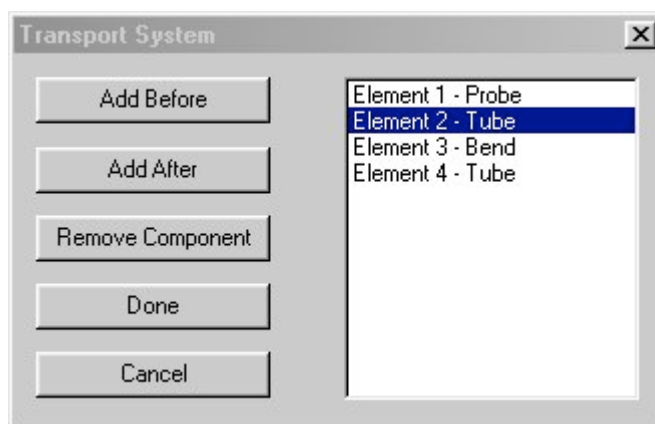 Transport System
Add Before
Add After
Remove Component
Done
Cancel
Element 1 - Probe
Element 2 - Tube
Element 3 - Bend
Element 4 - Tube